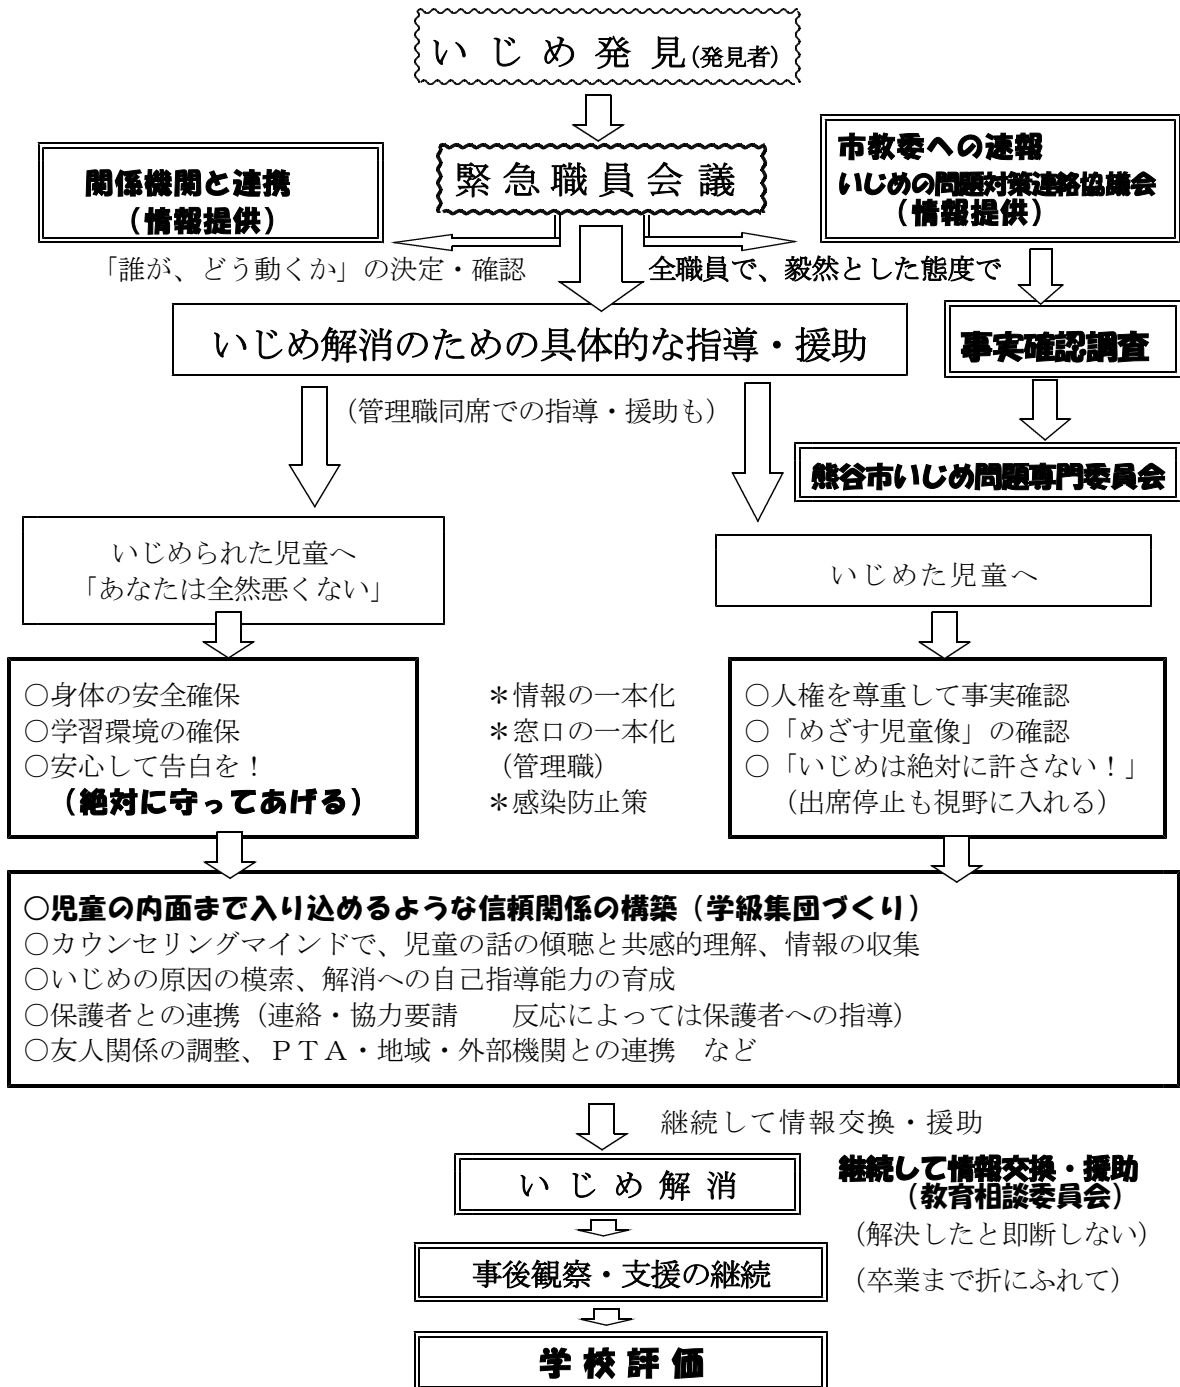 いじめ発見(発見者)
関係機関と連携
（情報提供）
緊急職員会議
市教委への速報
いじめの問題対策連絡協議会
（情報提供）
「誰が、どう動くか」の決定・確認
全職員で、毅然とした態度で
いじめ解消のための具体的な指導・援助
事実確認調査
（管理職同席での指導・援助も）
熊谷市いじめ問題専門委員会
いじめられた児童へ
「あなたは全然悪くない」
いじめた児童へ
○身体の安全確保
○学習環境の確保
○安心して告白を！
（絶対に守ってあげる）
＊情報の一本化
＊窓口の一本化
（管理職）
＊感染防止策
○人権を尊重して事実確認
○「めざす児童像」の確認
○「いじめは絶対に許さない！」
（出席停止も視野に入れる）
○児童の内面まで入り込めるような信頼関係の構築（学級集団づくり）
○カウンセリングマインドで、児童の話の傾聴と共感的理解、情報の収集
○いじめの原因の模索、解消への自己指導能力の育成
○保護者との連携（連絡・協力要請　　反応によっては保護者への指導）
○友人関係の調整、ＰＴＡ・地域・外部機関との連携　など
継続して情報交換・援助
いじめ解消
継続して情報交換・援助
（教育相談委員会）
（解決したと即断しない）
事後観察・支援の継続
（卒業まで折にふれて）
学校評価